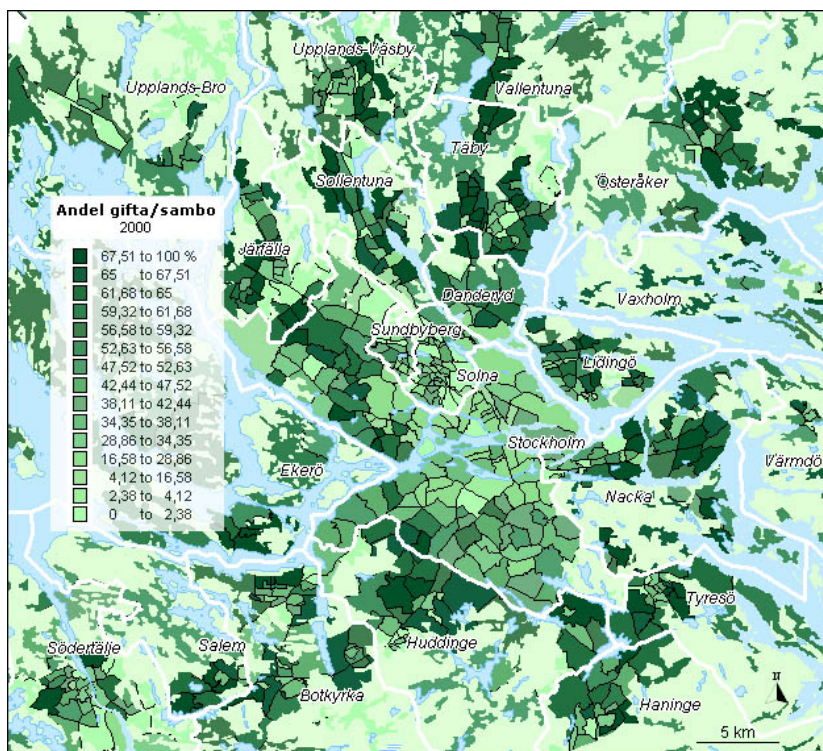 Upplands-Väsby
Upplands-Bro
Vallentuna
Täby
Sollentuna
Österåker
Andel gifta/sambo
2000
67,51 to 100 %
65 to 67,51
61,68 to 65
59,32 to 61,68
56,58 to 59,32
52,63 to 56,58
47,52 to 52,63
42,44 to 47,52
38,11 to 42,44
34,35 to 38,11
28,86 to 34,35
16,58 to 28,86
4,12 to 16,58
2,38 to 4,12
0 to 2,38
Järfälla
Danderyd
Vaxholm
Sundbyberg
Lidingö
Solna
Stockholm
Ekerö
Värmdö
Nacka
Tyresö
Södertälje
Salem
Huddinge
Botkyrka
Haninge
N
5 km